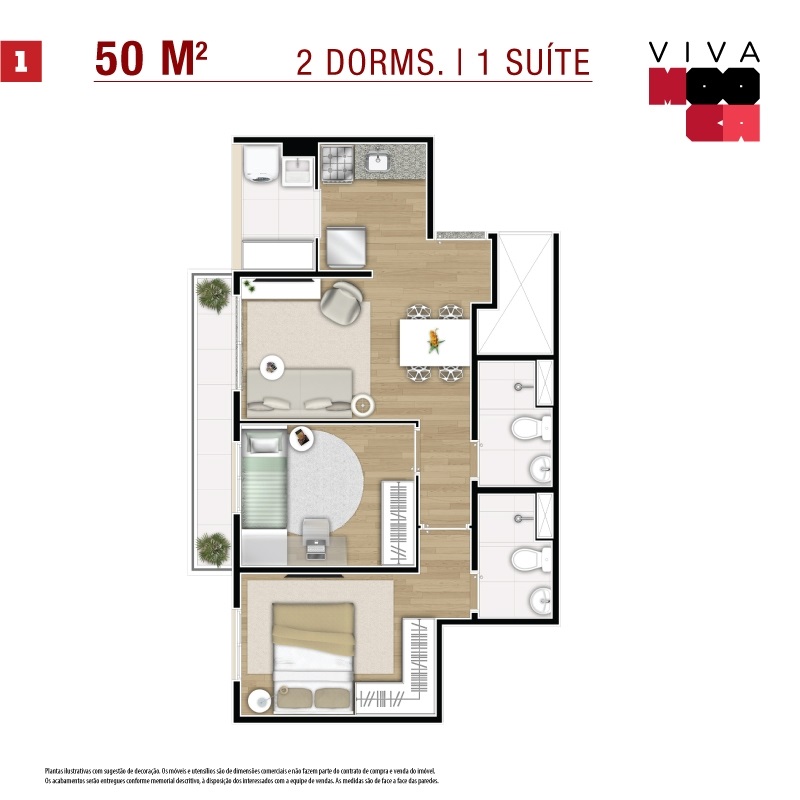 1
50 M²
2 DORMS. | 1 SUÍTE
VIVA
MOOCA
Plantas ilustrativas com sugestão de decoração. Os móveis e utensílios são de dimensões comerciais e não fazem parte do contrato de compra e venda do imóvel.
Os acabamentos serão entregues conforme memorial descritivo, à disposição dos interessados com a equipe de vendas. As medidas são de face a face das paredes.